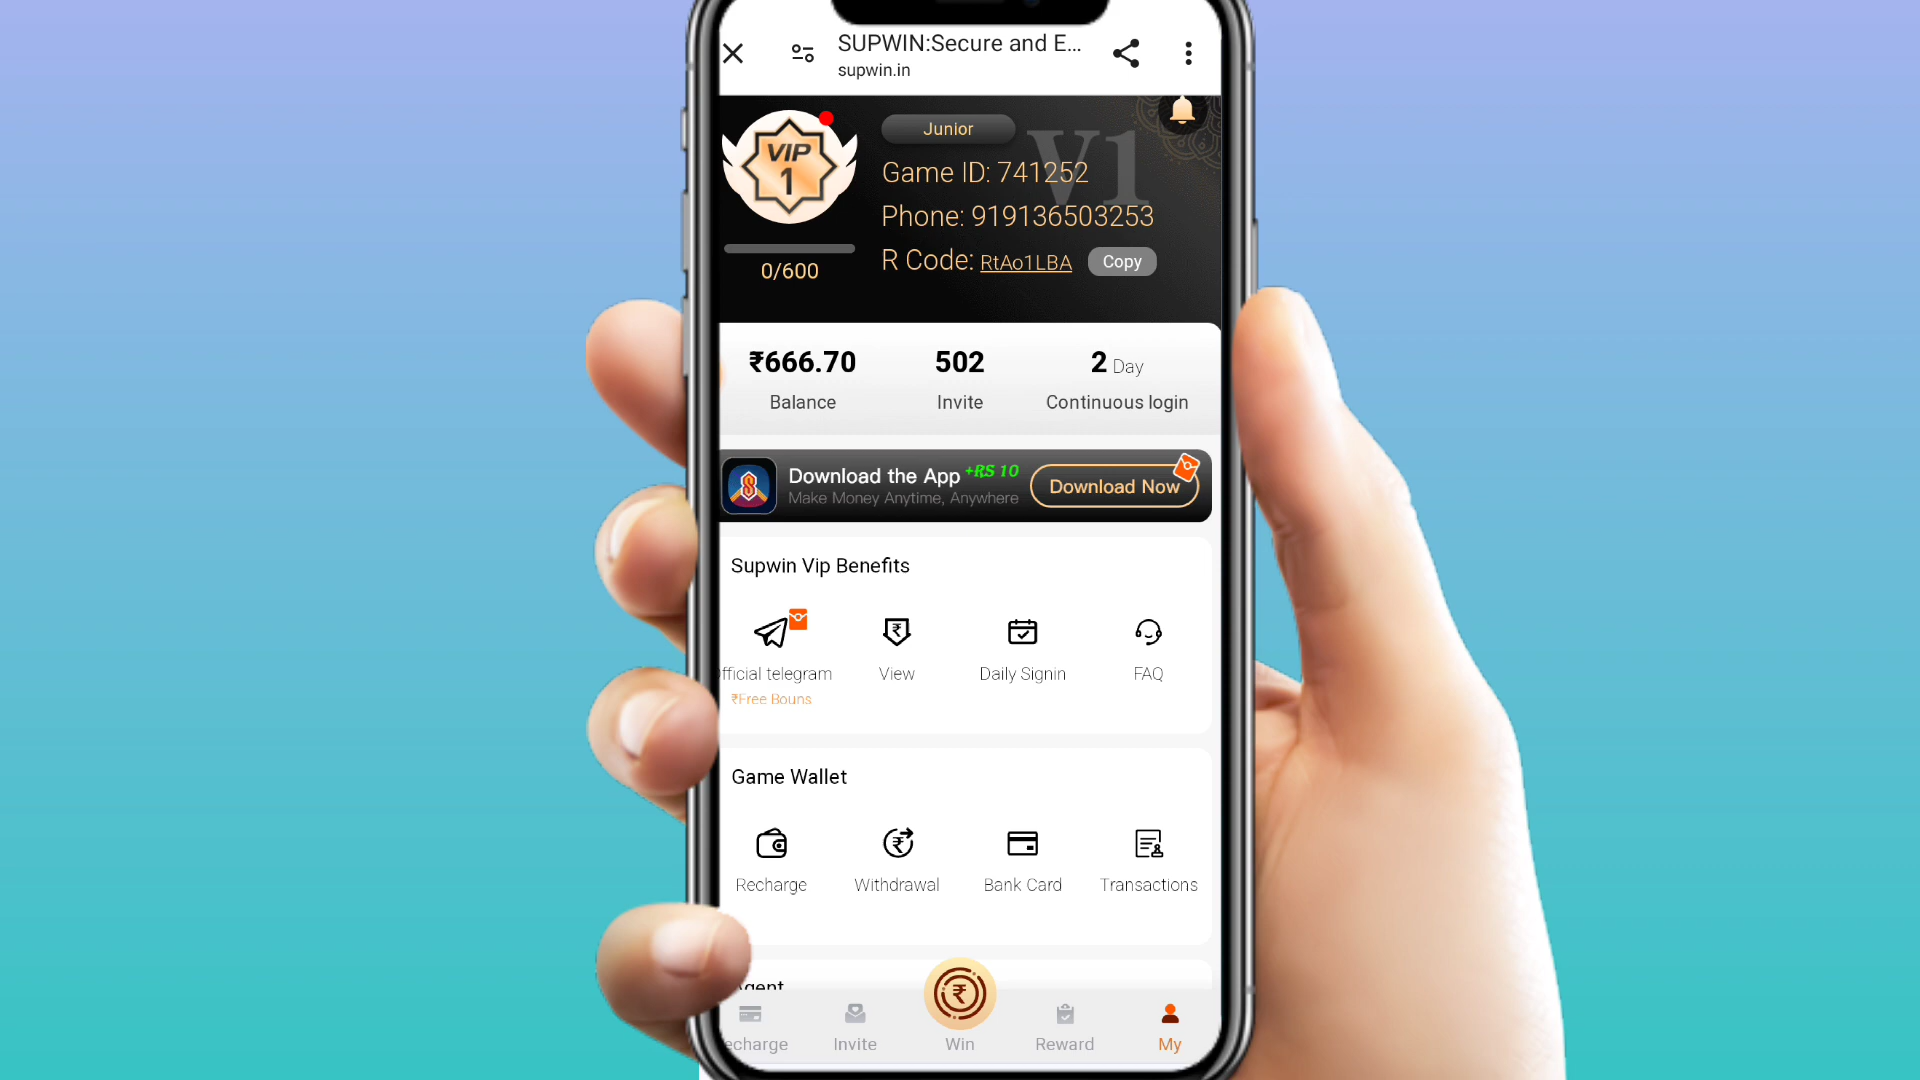 SUPWIN:Secure and E...
supwin.in
VIP
1
Junior
V1
Game ID: 741252
Phone: 919136503253
R Code: RtAo1LBA Copy
0/600
₹666.70 502 2 Day
Balance Invite Continuous login
Download the App +RS 10
Make Money Anytime, Anywhere
Download Now
Supwin Vip Benefits
fficial telegram View Daily Signin FAQ
₹Free Bouns
Game Wallet
Recharge Withdrawal Bank Card Transactions
gent
echarge Invite Win Reward My